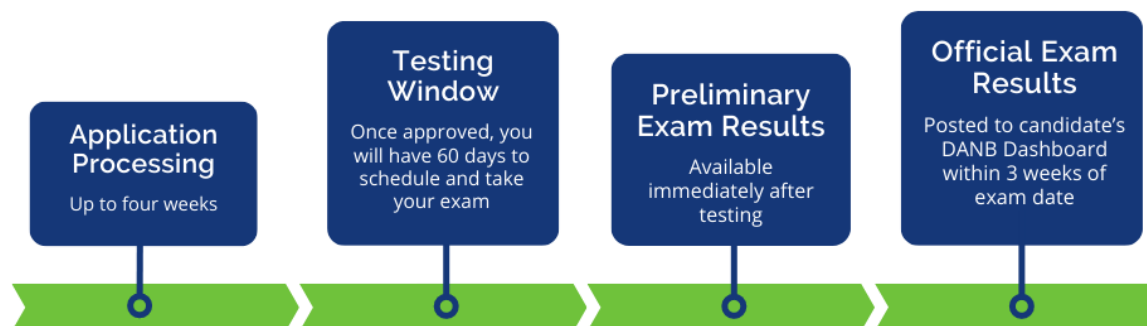 Application
Processing
Up to four weeks
Testing
Window
Once approved, you
will have 60 days to
schedule and take
your exam
Preliminary
Exam Results
Available
immediately after
testing
Official Exam
Results
Posted to candidate’s
DANB Dashboard
within 3 weeks of
exam date